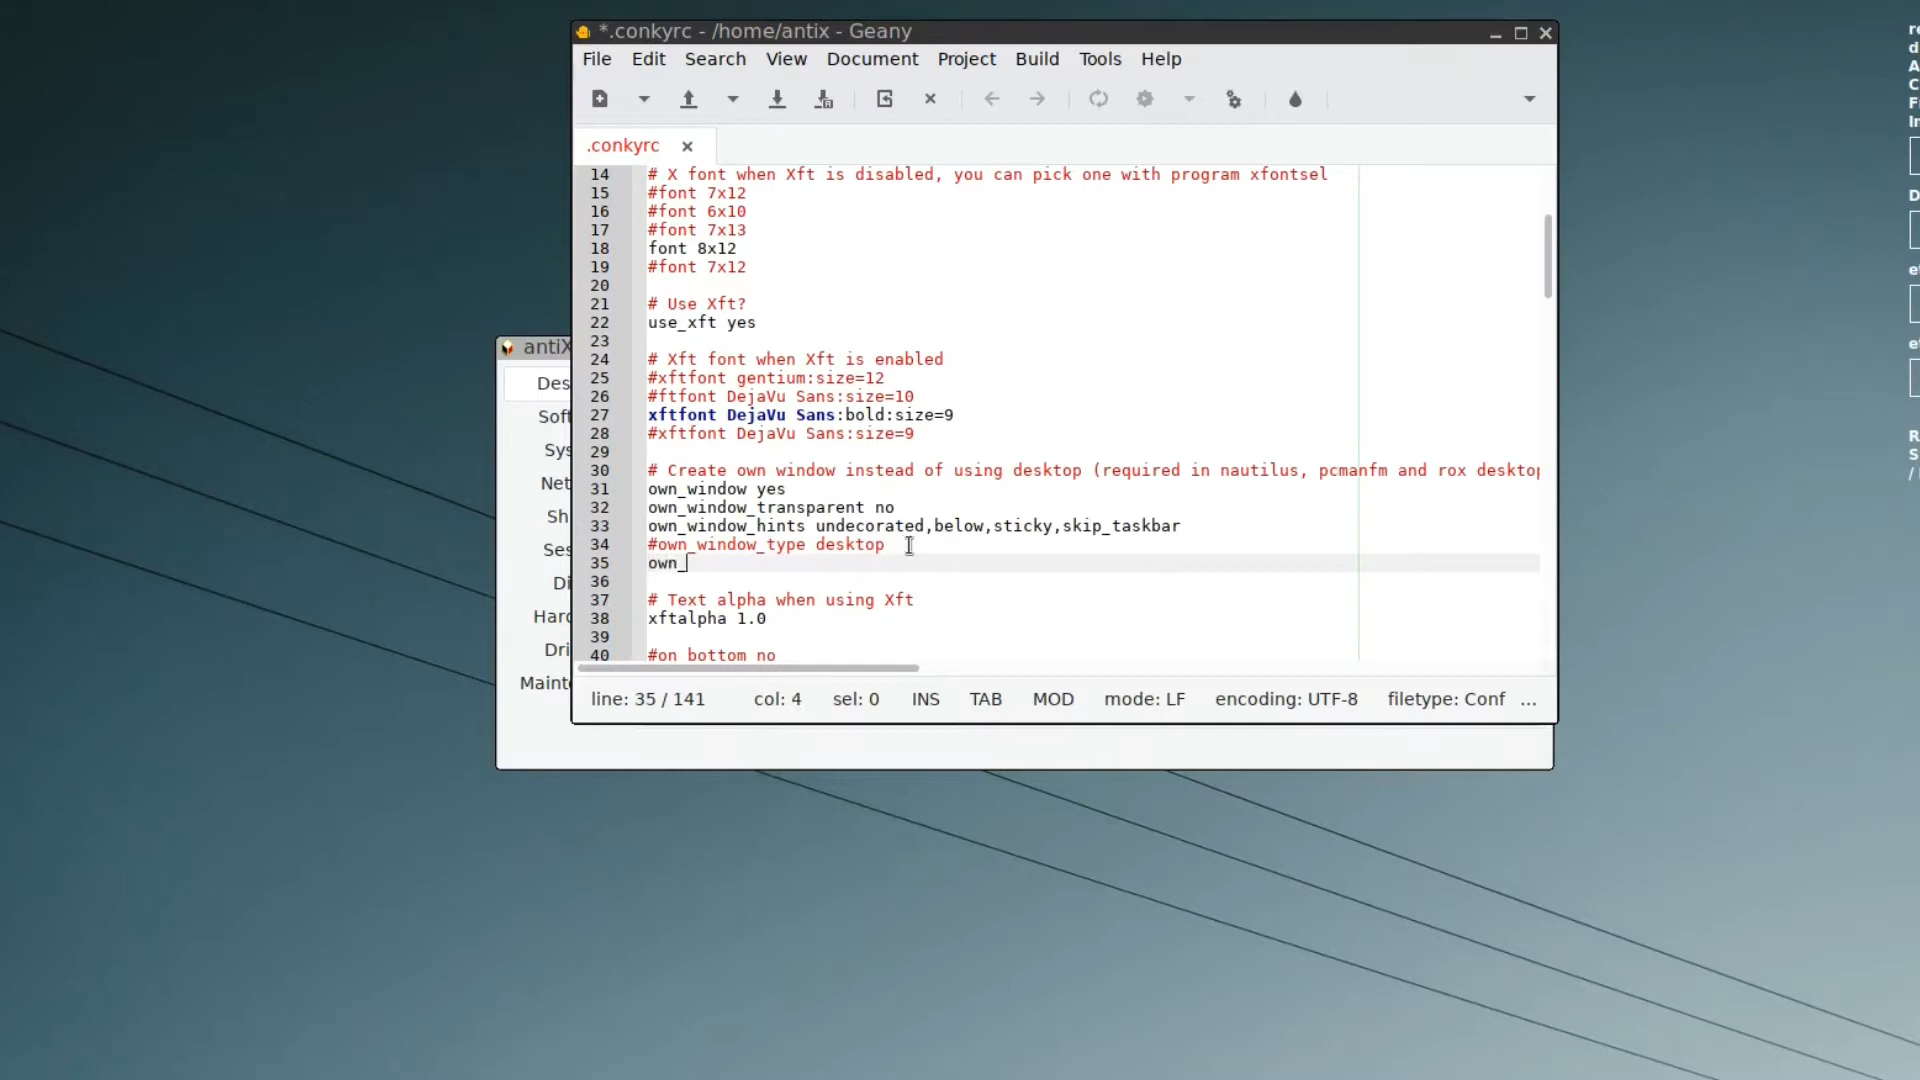 *.conkyrc - /home/antix - Geany
File Edit Search View Document Project Build Tools Help
.conkyrc
14 # X font when Xft is disabled, you can pick one with program xfontsel
15 #font 7x12
16 #font 6x10
17 #font 7x13
18 font 8x12
19 #font 7x12
20
21 # Use Xft?
22 use_xft yes
23
24 # Xft font when Xft is enabled
25 #xftfont gentium:size=12
26 #ftfont DejaVu Sans:size=10
27 xftfont DejaVu Sans:bold:size=9
28 #xftfont DejaVu Sans:size=9
29
30 # Create own window instead of using desktop (required in nautilus, pcmanfm and rox desktop
31 own_window yes
32 own_window_transparent no
33 own_window_hints undecorated,below,sticky,skip_taskbar
34 #own_window_type desktop
35 own_
36
37 # Text alpha when using Xft
38 xftalpha 1.0
39
40 #on bottom no
line: 35 / 141 col: 4 sel: 0 INS TAB MOD mode: LF encoding: UTF-8 filetype: Conf ...
antiX
Des
Soft
Sys
Net
Sh
Ses
Di
Hard
Dri
Maint